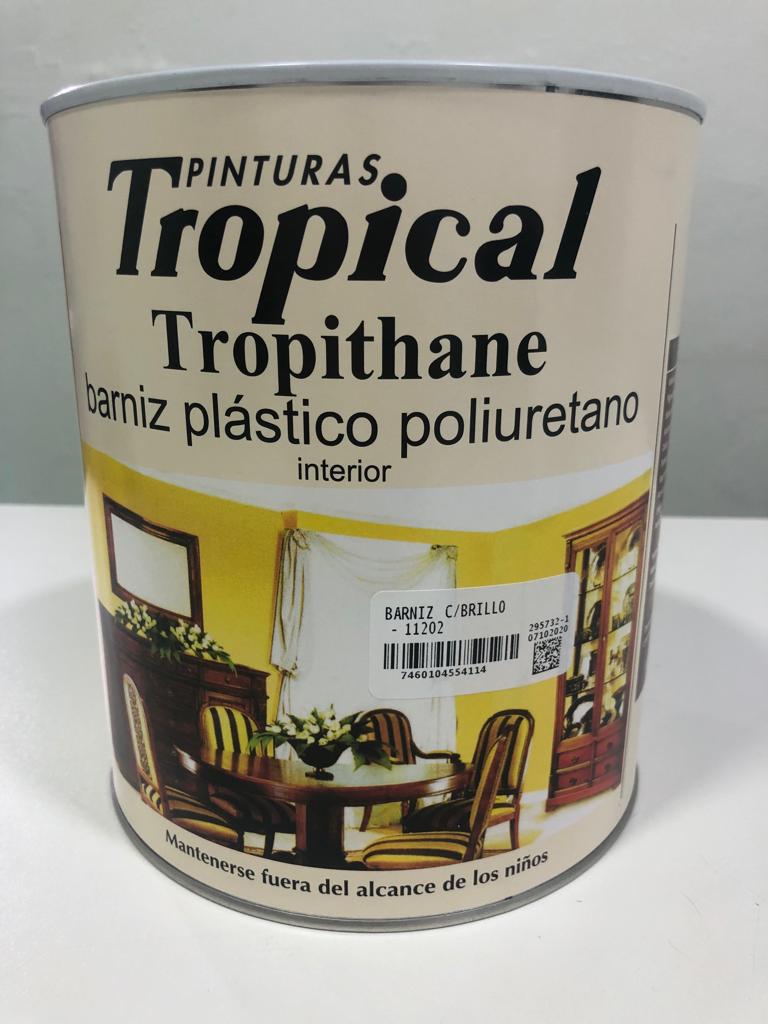 PINTURAS
Tropical
Tropithane
barniz plástico poliuretano
interior
BARNIZ C/BRILLO
- 11202
295732-1
07102020
7460104554114
Mantenerse fuera del alcance de los niños